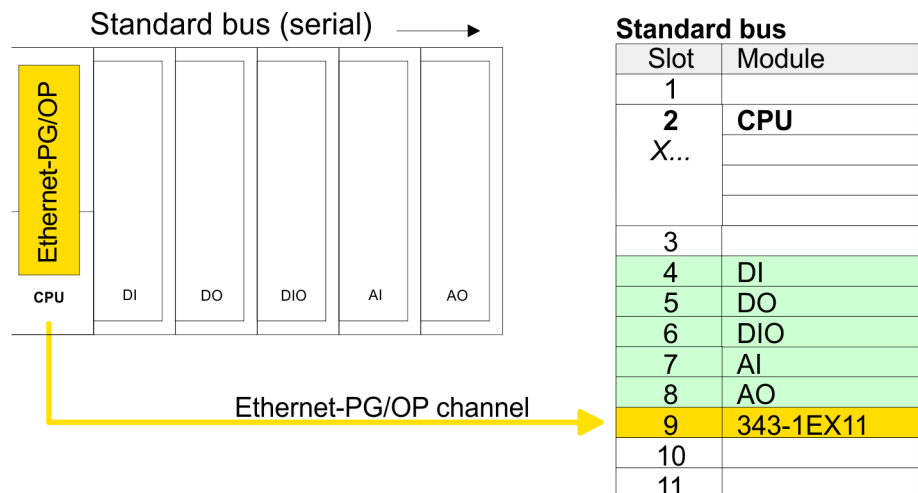 Standard bus (serial)
Ethernet-PG/OP
CPU
DI
DO
DIO
AI
AO
Ethernet-PG/OP channel
Standard bus
Slot Module
1
2 CPU
X...
3
4 DI
5 DO
6 DIO
7 AI
8 AO
9 343-1EX11
10
11